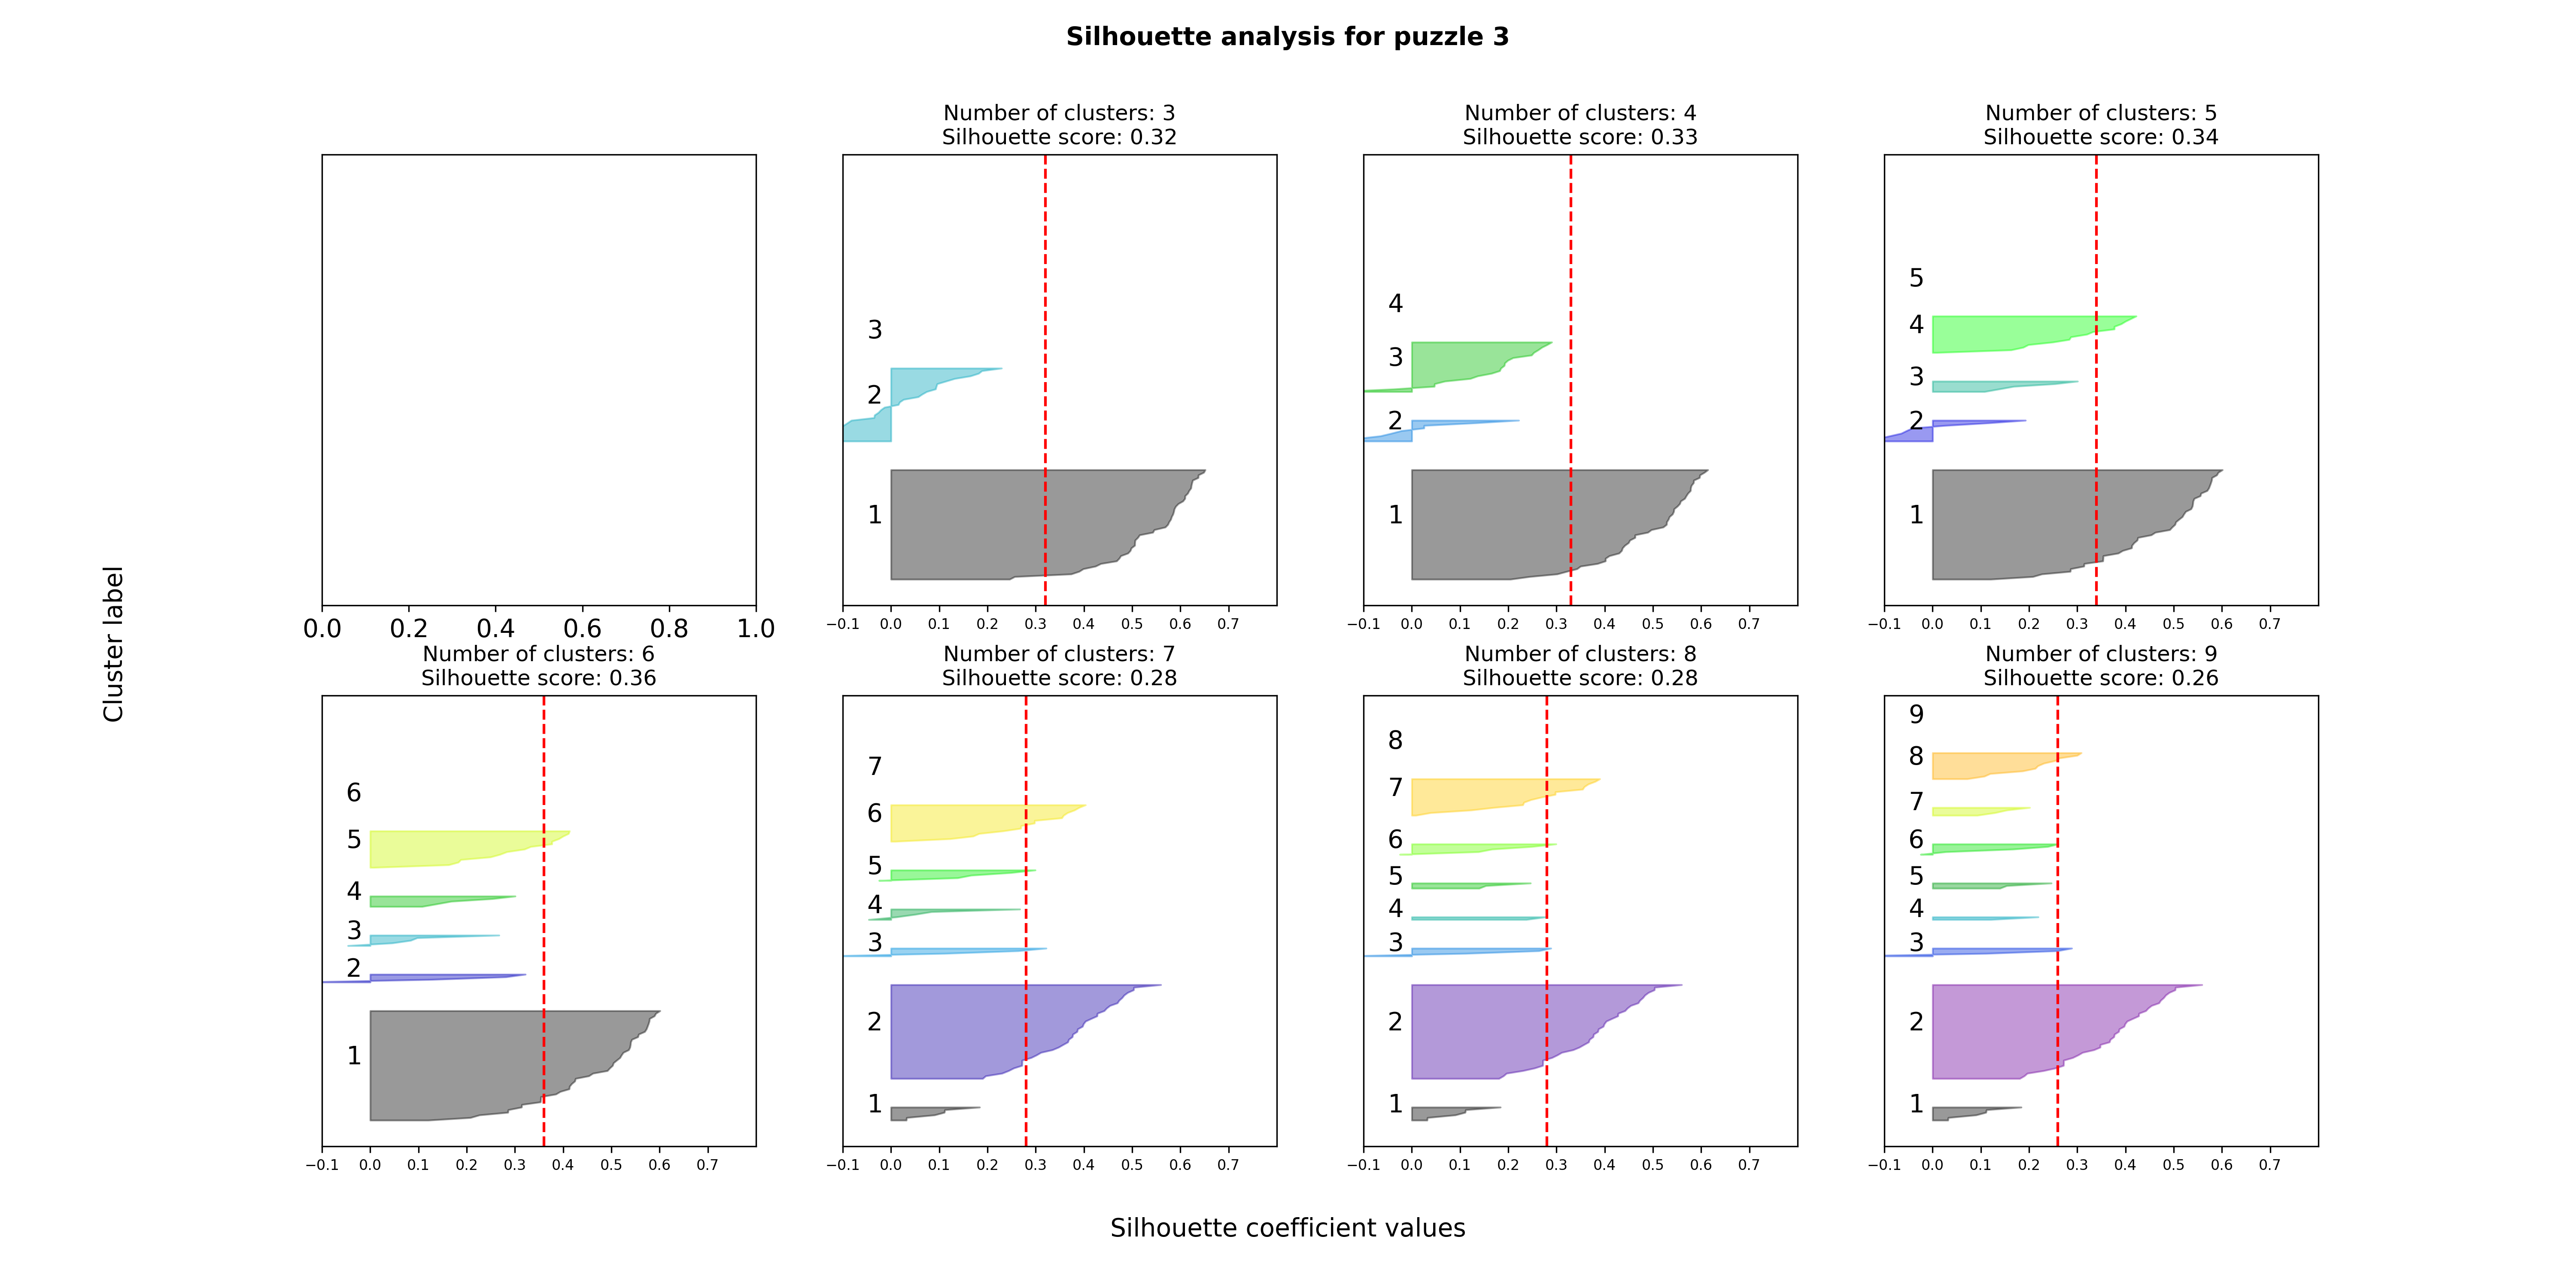 Silhouette analysis for puzzle 3
Number of clusters: 3
Silhouette score: 0.32
Number of clusters: 4
Silhouette score: 0.33
Number of clusters: 5
Silhouette score: 0.34
0.0 0.2 0.4 0.6 0.8 1.0
3
2
1
−0.1 0.0 0.1 0.2 0.3 0.4 0.5 0.6 0.7
4
3
2
1
−0.1 0.0 0.1 0.2 0.3 0.4 0.5 0.6 0.7
5
4
3
2
1
−0.1 0.0 0.1 0.2 0.3 0.4 0.5 0.6 0.7
Cluster label
Number of clusters: 6
Silhouette score: 0.36
6
5
4
3
2
1
−0.1 0.0 0.1 0.2 0.3 0.4 0.5 0.6 0.7
Number of clusters: 7
Silhouette score: 0.28
7
6
5
4
3
2
1
−0.1 0.0 0.1 0.2 0.3 0.4 0.5 0.6 0.7
Number of clusters: 8
Silhouette score: 0.28
8
7
6
5
4
3
2
1
−0.1 0.0 0.1 0.2 0.3 0.4 0.5 0.6 0.7
Number of clusters: 9
Silhouette score: 0.26
9
8
7
6
5
4
3
2
1
−0.1 0.0 0.1 0.2 0.3 0.4 0.5 0.6 0.7
Silhouette coefficient values